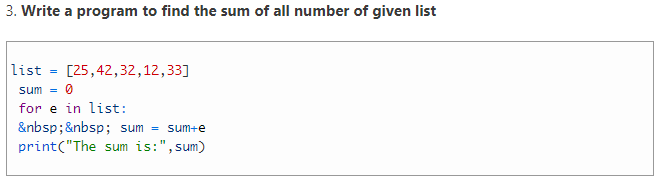 3. Write a program to find the sum of all number of given list
list = [25,42,32,12,33]
sum = 0
for e in list:
&nbsp;&nbsp; sum = sum+e
print("The sum is:",sum)